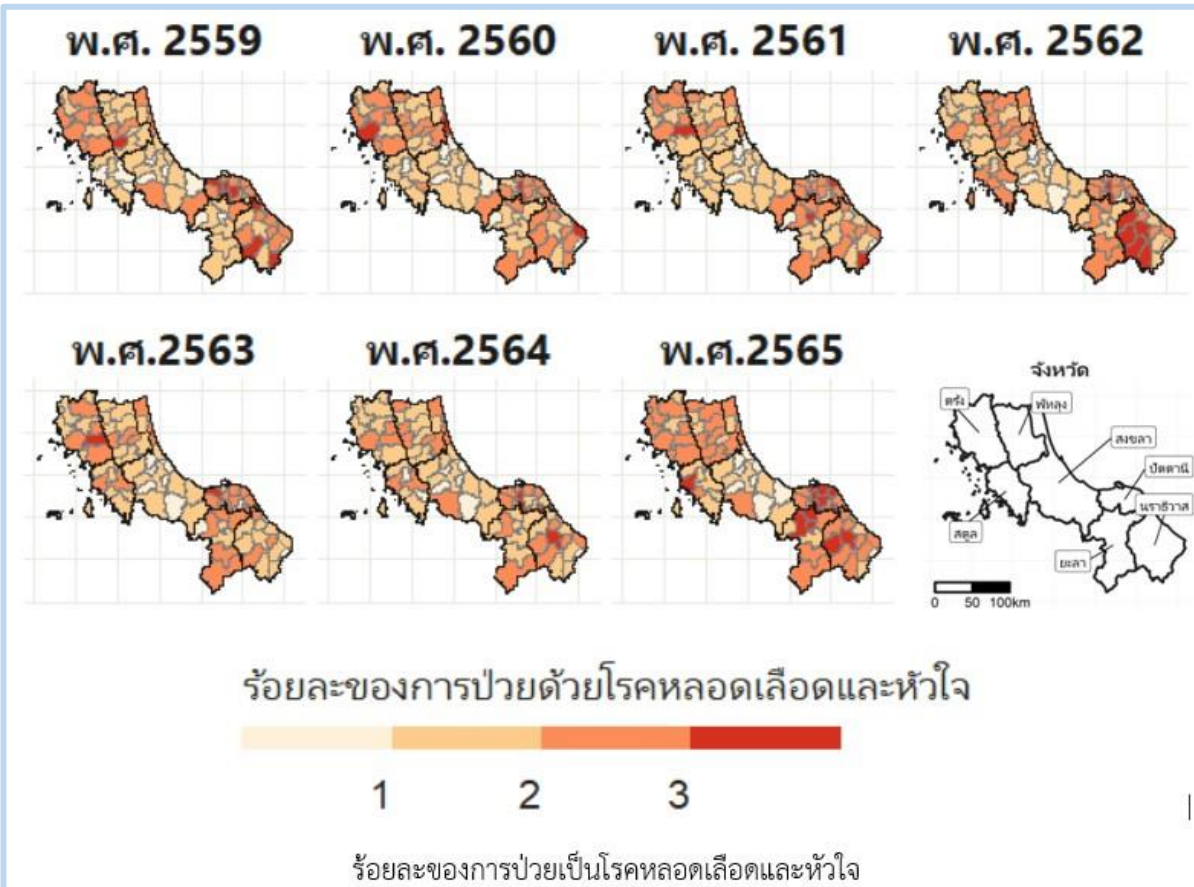 พ.ศ. 2559 พ.ศ. 2560 พ.ศ. 2561 พ.ศ. 2562
พ.ศ.2563 พ.ศ.2564 พ.ศ.2565
จังหวัด
ตรัง
พัทลุง
สงขลา
ปัตตานี
นราธิวาส
สตูล
ยะลา
0 50 100km
ร้อยละของการป่วยด้วยโรคหลอดเลือดและหัวใจ
1 2 3
ร้อยละของการป่วยเป็นโรคหลอดเลือดและหัวใจ